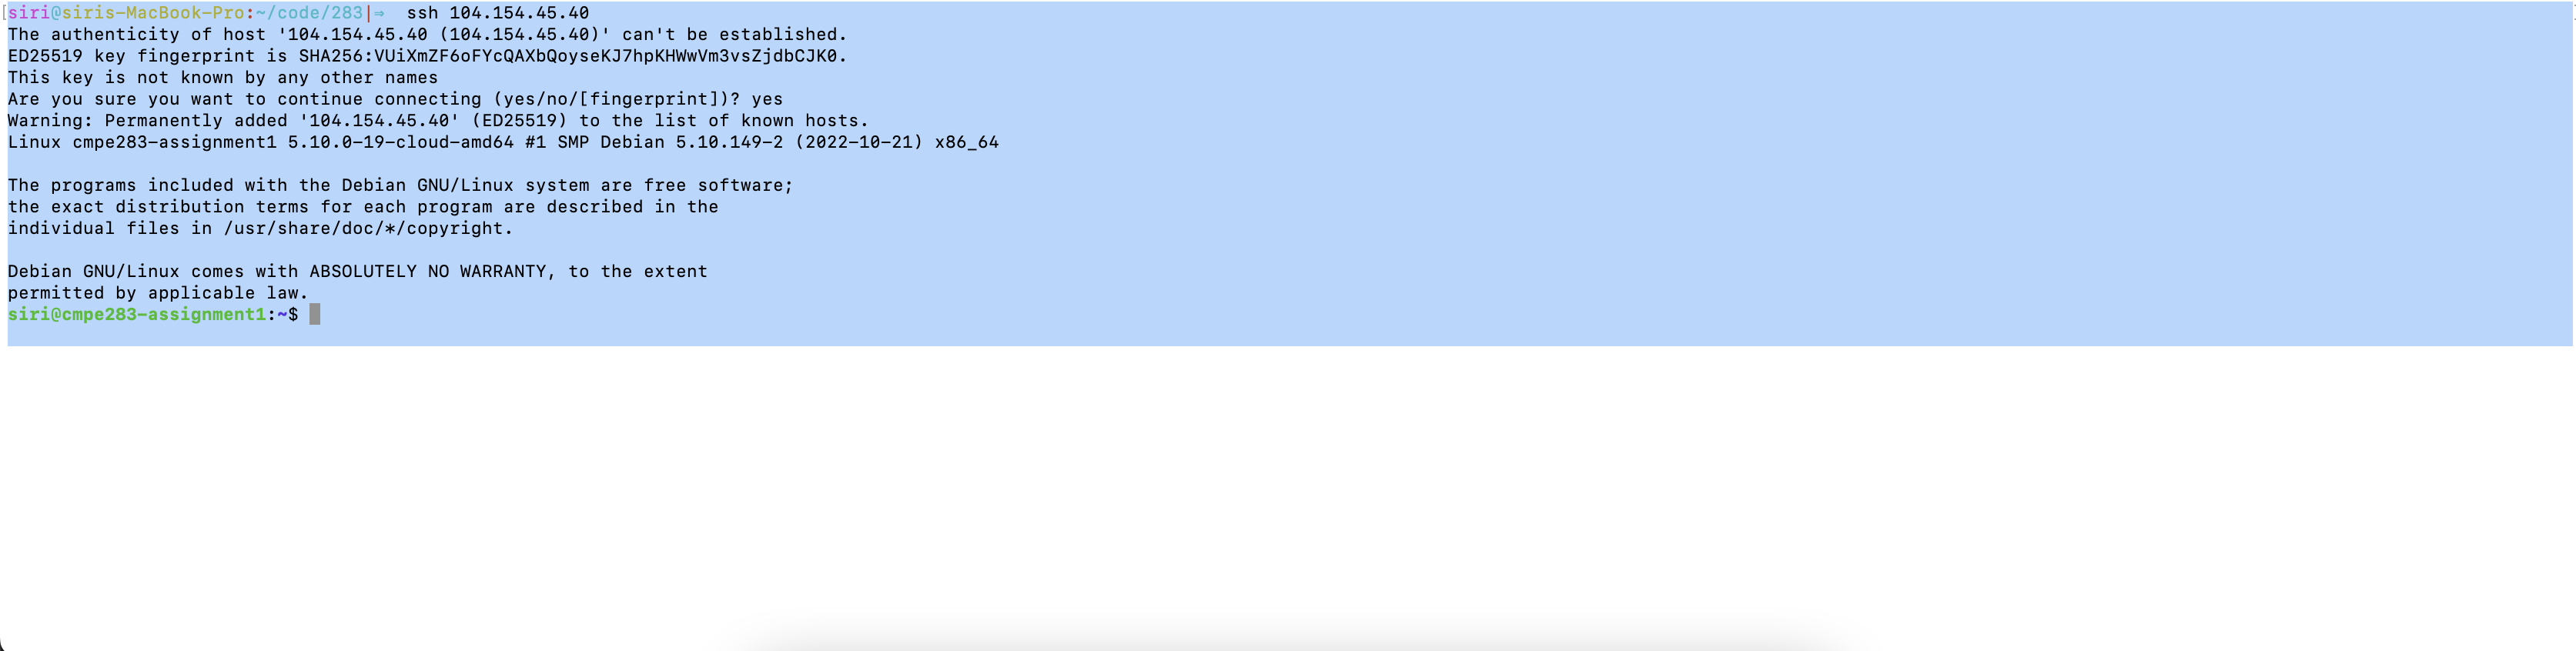 [siri@siris-MacBook-Pro:~/code/283|⇒  ssh 104.154.45.40
The authenticity of host '104.154.45.40 (104.154.45.40)' can't be established.
ED25519 key fingerprint is SHA256:VUiXmZF6oFYcQAXbQoyseKJ7hpKHWwVm3vsZjdbCJK0.
This key is not known by any other names
Are you sure you want to continue connecting (yes/no/[fingerprint])? yes
Warning: Permanently added '104.154.45.40' (ED25519) to the list of known hosts.
Linux cmpe283-assignment1 5.10.0-19-cloud-amd64 #1 SMP Debian 5.10.149-2 (2022-10-21) x86_64

The programs included with the Debian GNU/Linux system are free software;
the exact distribution terms for each program are described in the
individual files in /usr/share/doc/*/copyright.

Debian GNU/Linux comes with ABSOLUTELY NO WARRANTY, to the extent
permitted by applicable law.
siri@cmpe283-assignment1:~$